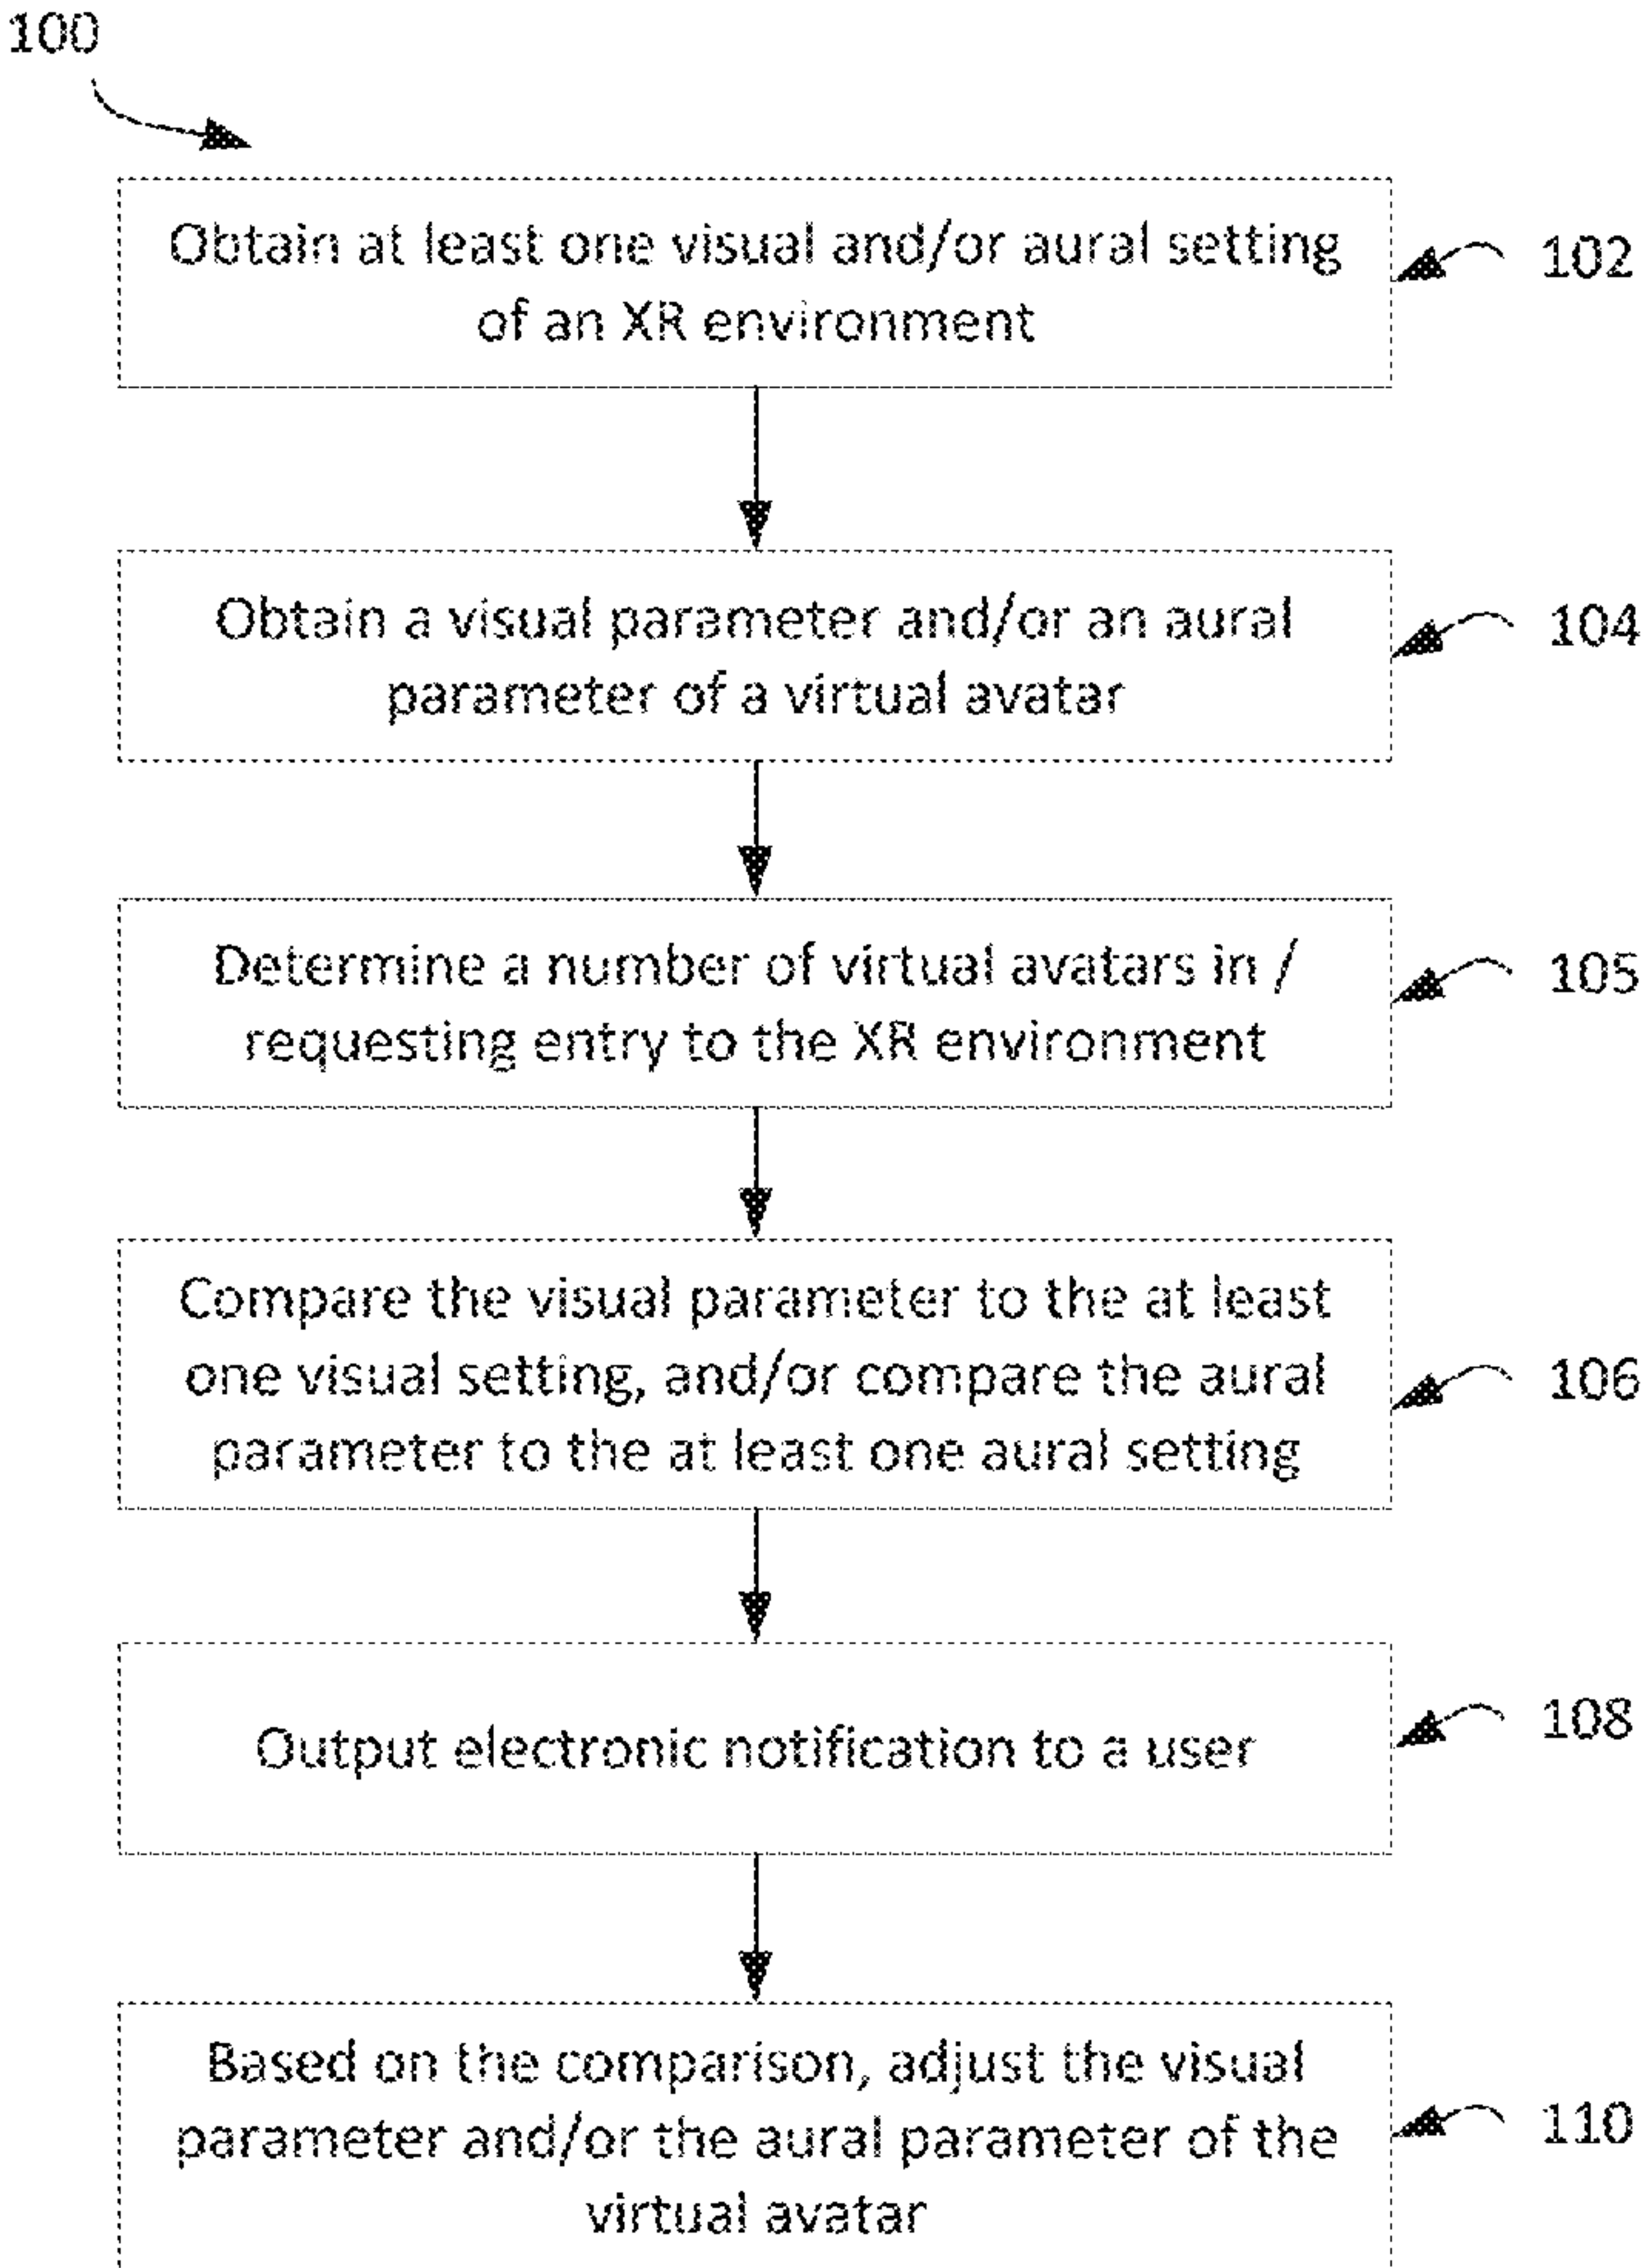 100
Obtain at least one visual and/or aural setting
of an XR environment
102
Obtain a visual parameter and/or an aural
parameter of a virtual avatar
104
Determine a number of virtual avatars in /
requesting entry to the XR environment
105
Compare the visual parameter to the at least
one visual setting, and/or compare the aural
parameter to the at least one aural setting
106
Output electronic notification to a user
108
Based on the comparison, adjust the visual
parameter and/or the aural parameter of the
virtual avatar
110